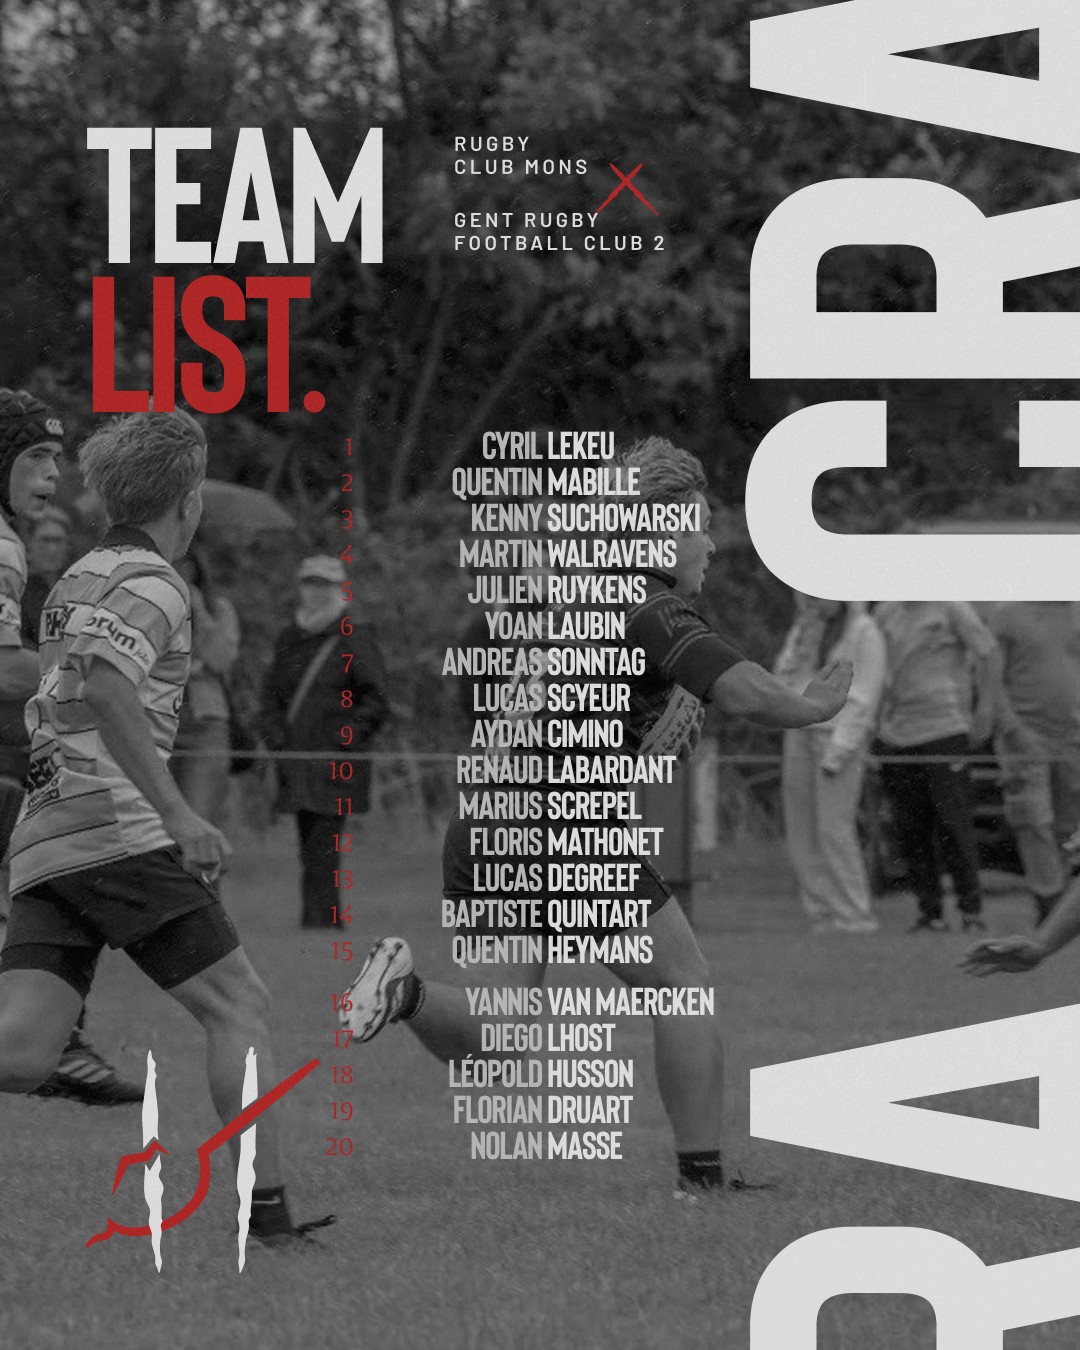 TEAM
LIST.
RUGBY
CLUB MONS
GENT RUGBY
FOOTBALL CLUB 2
1 CYRIL LEKEU
2 QUENTIN MABILLE
3 KENNY SUCHOWARSKI
4 MARTIN WALRAVENS
5 JULIEN RUYKENS
6 YOAN LAUBIN
7 ANDREAS SONNTAG
8 LUCAS SCYEUR
9 AYDAN CIMINO
10 RENAUD LABARDANT
11 MARIUS SCREPEL
12 FLORIS MATHONET
13 LUCAS DEGREEF
14 BAPTISTE QUINTART
15 QUENTIN HEYMANS
16 YANNIS VAN MAERCKEN
17 DIEGO LHOST
18 LÉOPOLD HUSSON
19 FLORIAN DRUART
20 NOLAN MASSE
RA
CRA